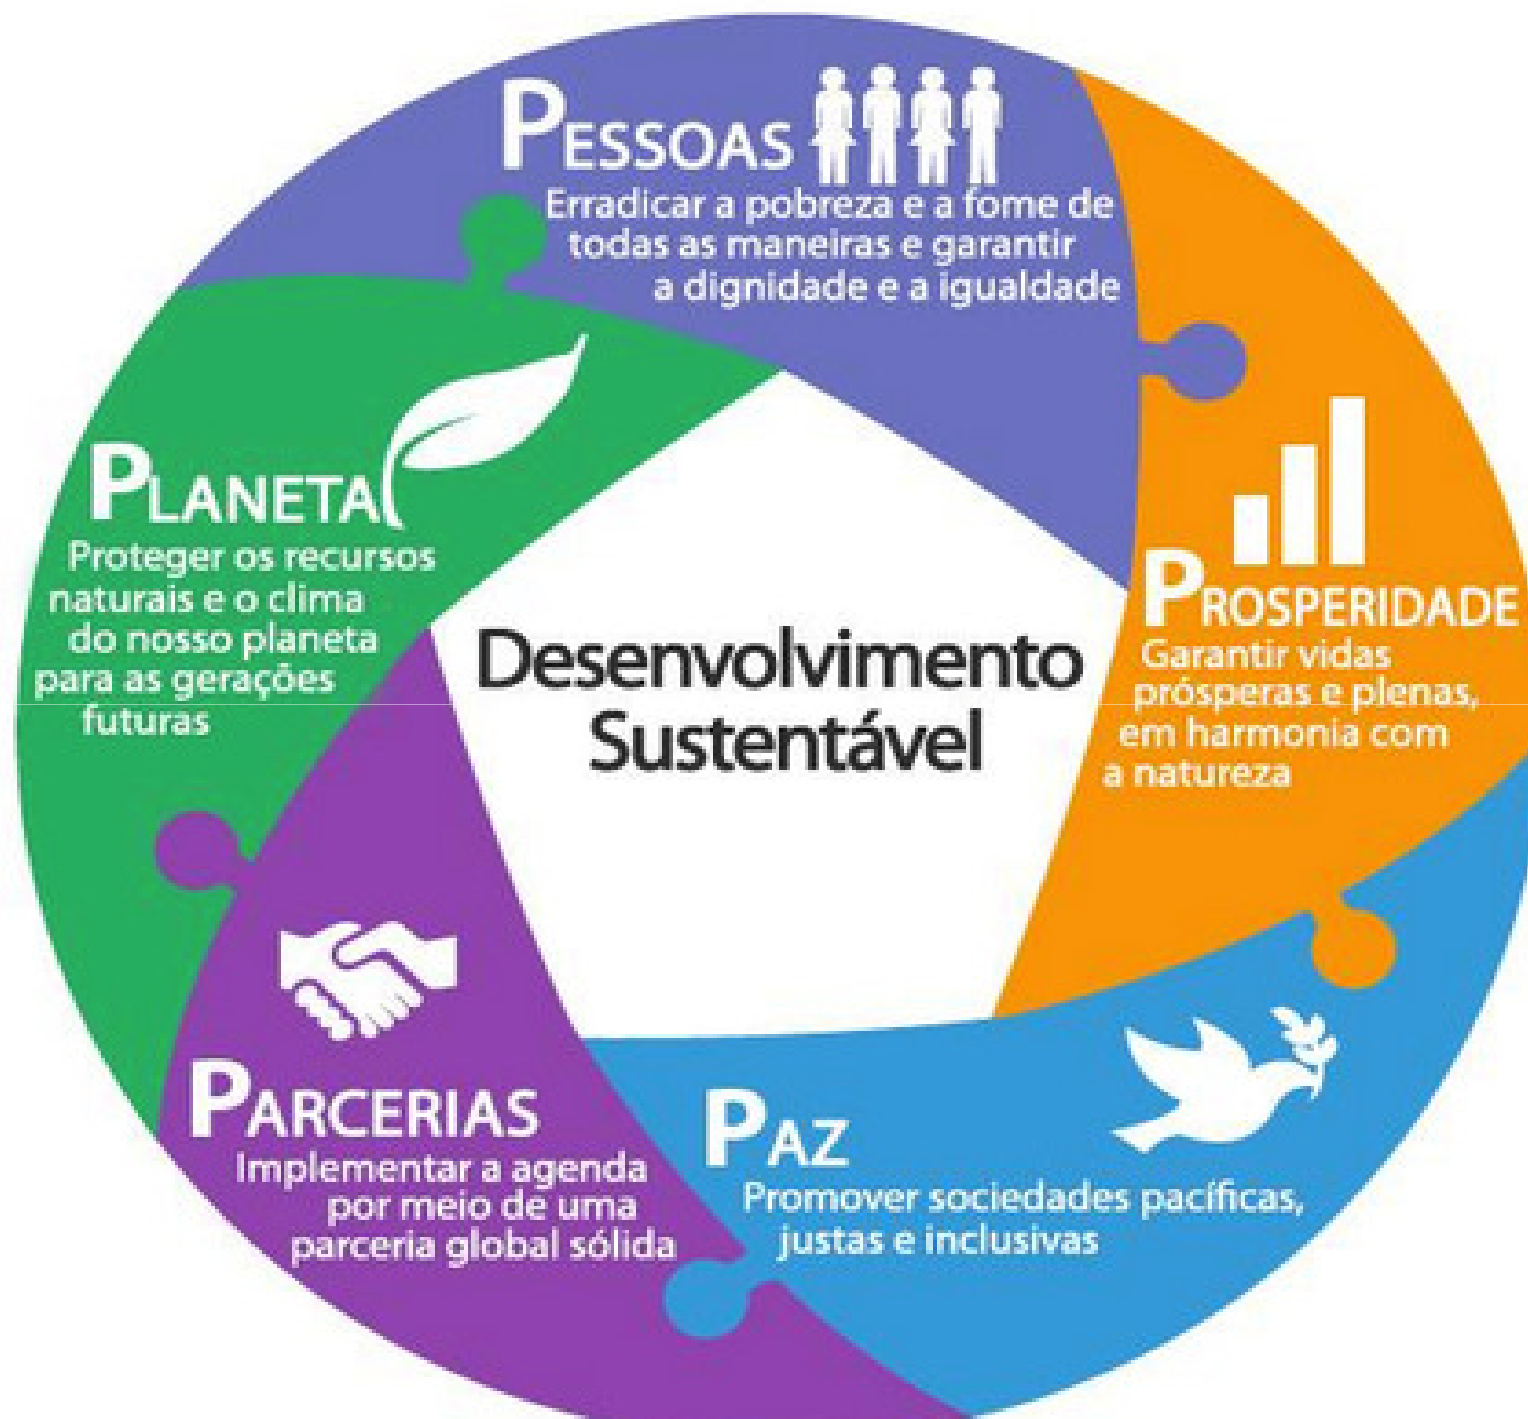 PESSOAS
Erradicar a pobreza e a fome de
todas as maneiras e garantir
a dignidade e a igualdade
PROSPERIDADE
Garantir vidas
prósperas e plenas,
em harmonia com
a natureza
PAZ
Promover sociedades pacíficas,
justas e inclusivas
PARCERIAS
Implementar a agenda
por meio de uma
parceria global sólida
PLANETA
Proteger os recursos
naturais e o clima
do nosso planeta
para as gerações
futuras
Desenvolvimento
Sustentável